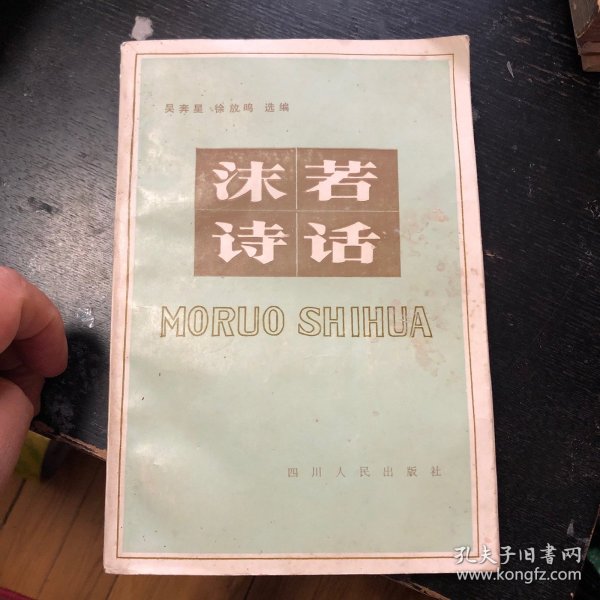 吴奔星 徐放鸣 选编
沫若
诗话
MORUO SHIHUA
四川人民出版社
孔夫子旧书网
www.kongfz.com